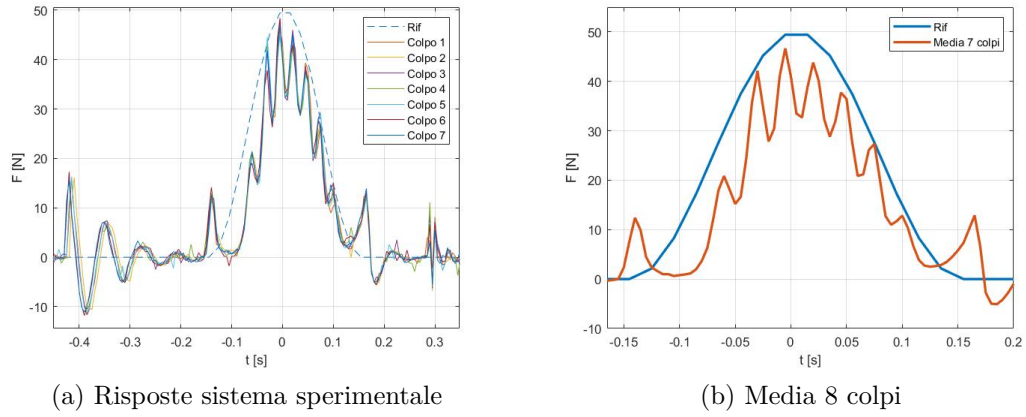 50
40
30
20
10
0
-10
F [N]
-0.4
-0.3
-0.2
-0.1
0
0.1
0.2
0.3
t [s]
Rif
Colpo 1
Colpo 2
Colpo 3
Colpo 4
Colpo 5
Colpo 6
Colpo 7
(a) Risposte sistema sperimentale
50
40
30
20
10
0
-10
F [N]
-0.15
-0.1
-0.05
0
0.05
0.1
0.15
0.2
t [s]
Rif
Media 7 colpi
(b) Media 8 colpi